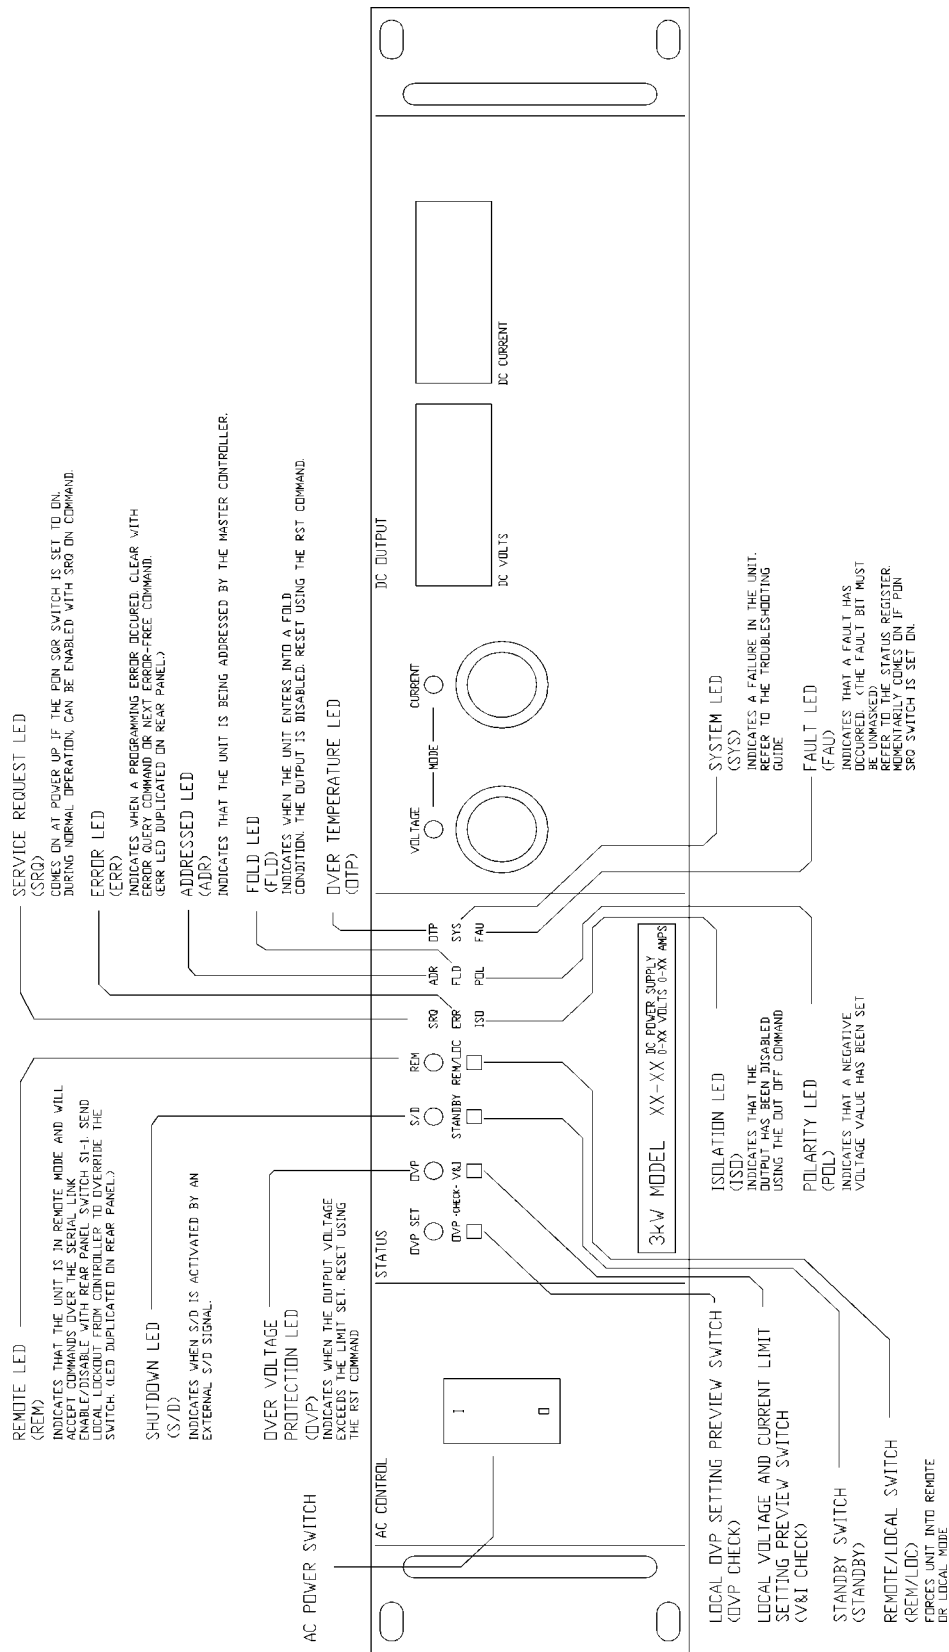 REMOTE LED
(REM)
INDICATES THAT THE UNIT IS IN REMOTE MODE AND WILL
ACCEPT COMMANDS OVER THE SERIAL LINK
ENABLE/DISABLE WITH REAR PANEL SWITCH S1-1. SEND
LOCAL LOCKOUT FROM CONTROLLER TO OVERRIDE THE
SWITCH. (LED DUPLICATED ON REAR PANEL.)
SHUTDOWN LED
(S/D)
INDICATES WHEN S/D IS ACTIVATED BY AN
EXTERNAL S/D SIGNAL.
OVER VOLTAGE
PROTECTION LED
(OVP)
INDICATES WHEN THE OUTPUT VOLTAGE
EXCEEDS THE LIMIT SET. RESET USING
THE RST COMMAND
AC POWER SWITCH
SERVICE REQUEST LED
(SRQ)
COMES ON AT POWER UP IF THE PON SQR SWITCH IS SET TO ON.
DURING NORMAL OPERATION, CAN BE ENABLED WITH SRQ ON COMMAND.
ERROR LED
(ERR)
INDICATES WHEN A PROGRAMMING ERROR OCCURED. CLEAR WITH
ERROR QUERY COMMAND OR NEXT ERROR-FREE COMMAND.
(ERR LED DUPLICATED ON REAR PANEL.)
ADDRESSED LED
(ADR)
INDICATES THAT THE UNIT IS BEING ADDRESSED BY THE MASTER CONTROLLER.
FOLD LED
(FLD)
INDICATES WHEN THE UNIT ENTERS INTO A FOLD
CONDITION. THE OUTPUT IS DISABLED. RESET USING THE RST COMMAND.
OVER TEMPERATURE LED
(OTP)
AC CONTROL
I
O
STATUS
OVP SET
OVP
S/D
REM
SRQ
ADR
OTP
OVP -CHECK- V&I
STANDBY
REM/LOC
ERR
FLD
SYS
ISO
POL
FAU
3kW MODEL XX-XX DC POWER SUPPLY
0-XX VOLTS 0-XX AMPS
DC OUTPUT
VOLTAGE
MODE
CURRENT
DC VOLTS
DC CURRENT
LOCAL OVP SETTING PREVIEW SWITCH
(OVP CHECK)
LOCAL VOLTAGE AND CURRENT LIMIT
SETTING PREVIEW SWITCH
(V&I CHECK)
STANDBY SWITCH
(STANDBY)
REMOTE/LOCAL SWITCH
(REM/LOC)
FORCES UNIT INTO REMOTE
OR LOCAL MODE
ISOLATION LED
(ISO)
INDICATES THAT THE
OUTPUT HAS BEEN DISABLED
USING THE OUT OFF COMMAND
POLARITY LED
(POL)
INDICATES THAT A NEGATIVE
VOLTAGE VALUE HAS BEEN SET
SYSTEM LED
(SYS)
INDICATES A FAILURE IN THE UNIT.
REFER TO THE TROUBLESHOOTING
GUIDE
FAULT LED
(FAU)
INDICATES THAT A FAULT HAS
OCCURRED. (THE FAULT BIT MUST
BE UNMASKED)
REFER TO THE STATUS REGISTER.
MOMENTARILY COMES ON IF PON
SRQ SWITCH IS SET ON.